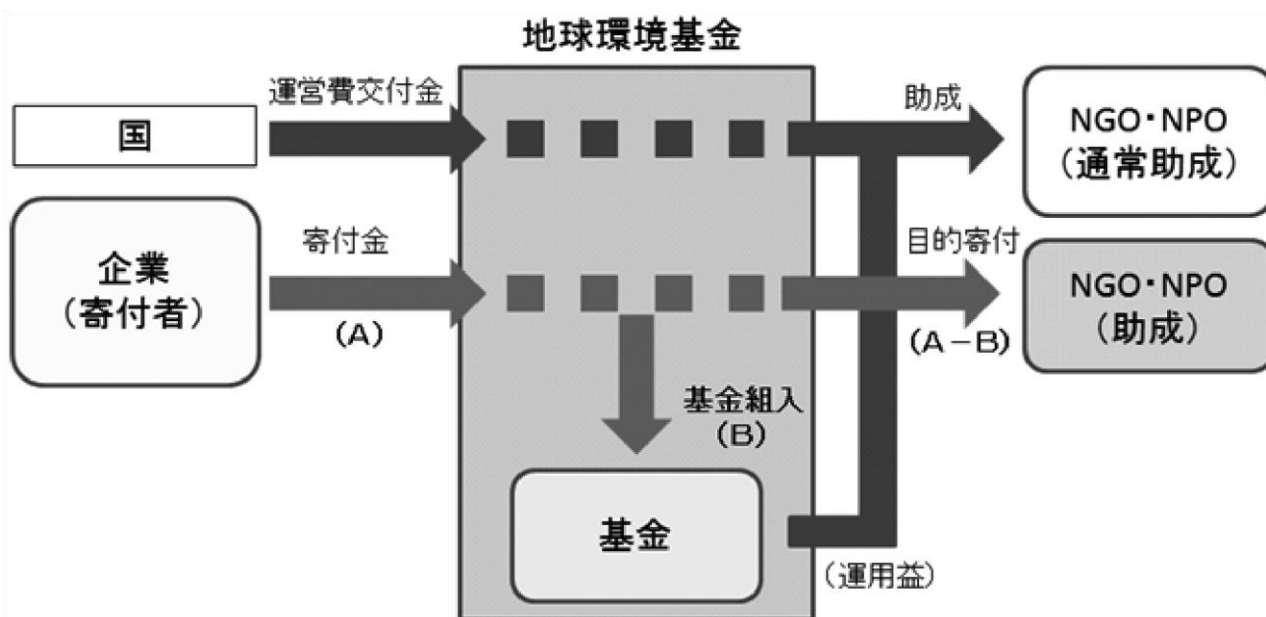 地球環境基金
運営費交付金
助成
国
NGO・NPO
(通常助成)
企業
(寄付者)
寄付金
(A)
目的寄付
(A－B)
NGO・NPO
(助成)
基金組入
(B)
基金
(運用益)